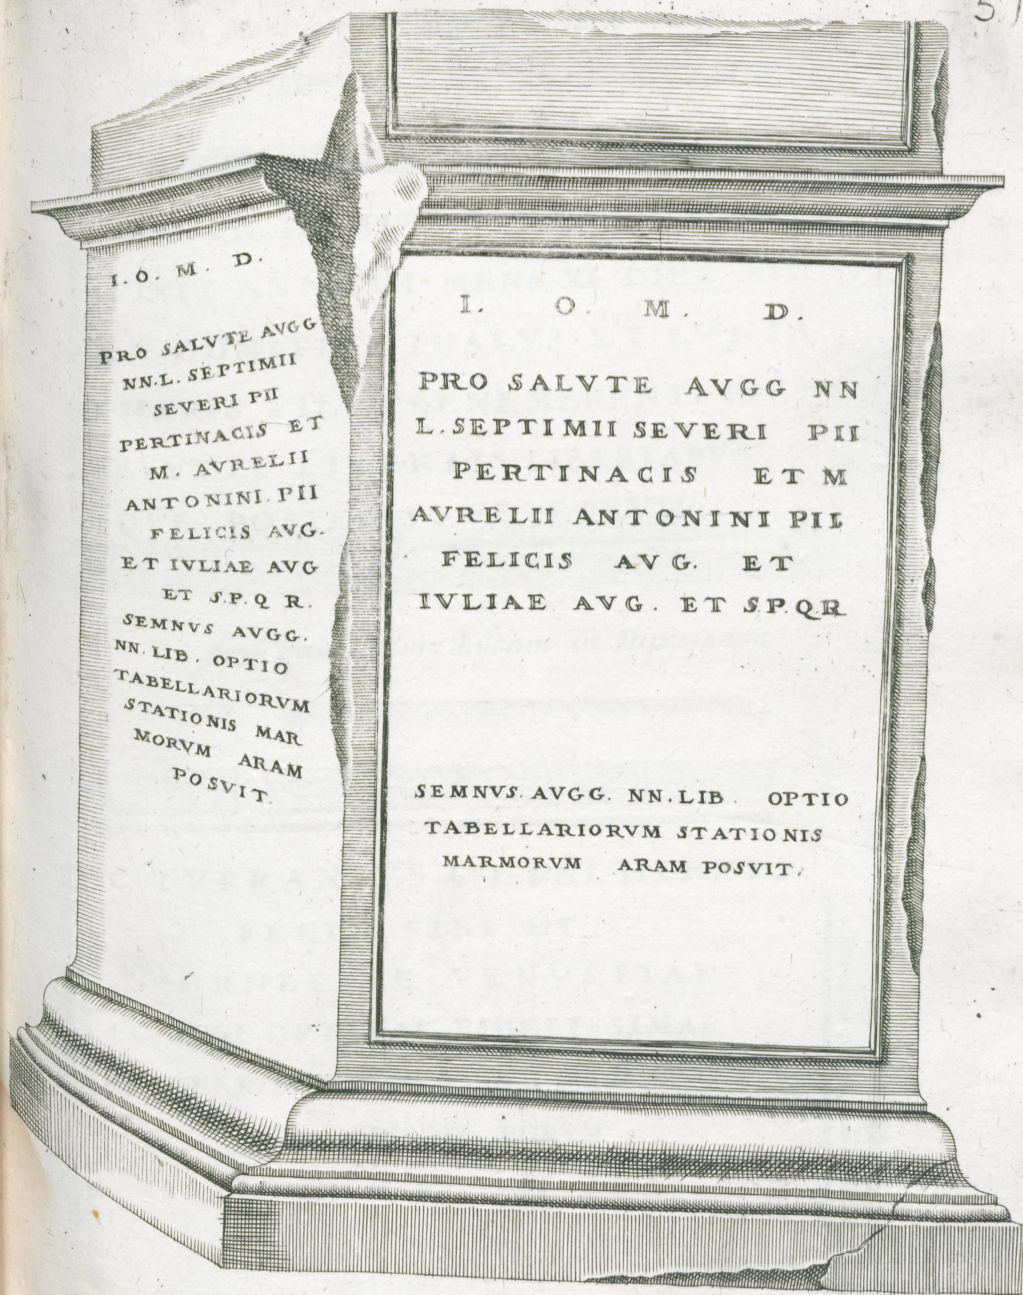 I. O. M. D.
PRO SALVTE AVGG
NN.L. SEPTIMII
SEVERI PII
PERTINACIS ET
M. AVRELII
ANTONINI. PII
FELICIS AVG.
ET IVLIAE AVG
ET S.P.Q R.
SEMNVS AVGG.
NN. LIB. OPTIO
TABELLARIORVM
STATIONIS MAR
MORVM ARAM
POSVIT.
I. O. M. D.
PRO SALVTE AVGG NN
L. SEPTIMII SEVERI PII
PERTINACIS ET M
AVRELII ANTONINI PII
FELICIS AVG. ET
IVLIAE AVG. ET S.P.QR
SEMNVS. AVGG. NN. LIB. OPTIO
TABELLARIORVM STATIONIS
MARMORVM ARAM POSVIT.